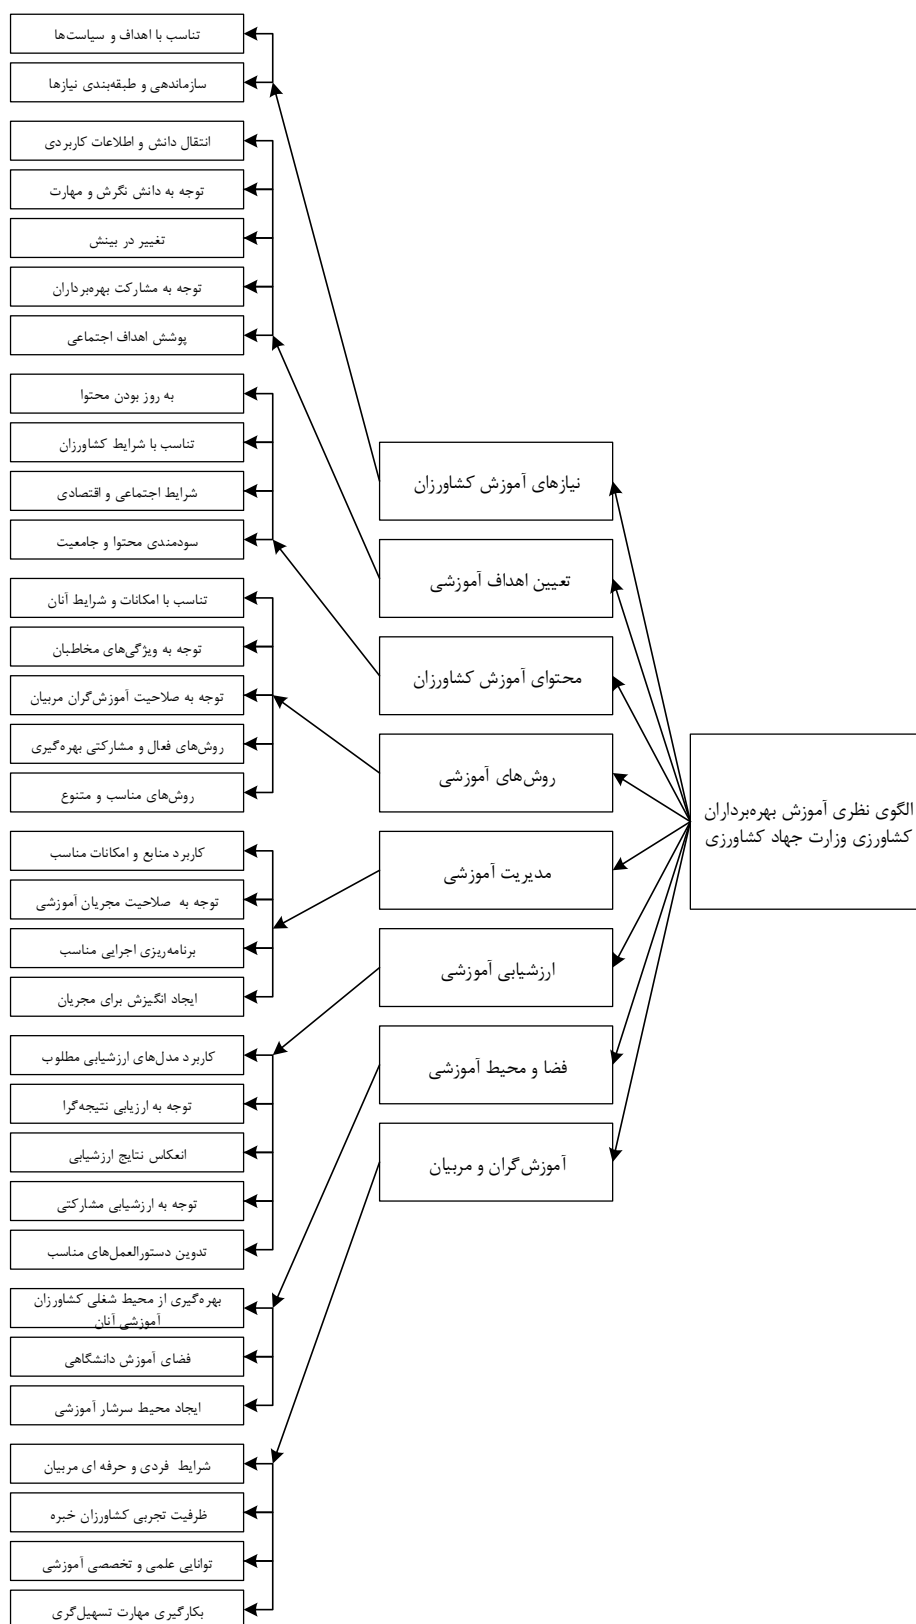 الگوی نظری آموزش بهره‌برداران
کشاورزی وزارت جهاد کشاورزی
نیازهای آموزش کشاورزان
تعیین اهداف آموزشی
محتوای آموزش کشاورزان
روش‌های آموزشی
مدیریت آموزشی
ارزشیابی آموزشی
فضا و محیط آموزشی
آموزش‌گران و مربیان
تناسب با اهداف و سیاست‌ها
سازماندهی و طبقه‌بندی نیازها
انتقال دانش و اطلاعات کاربردی
توجه به دانش نگرش و مهارت
تغییر در بینش
توجه به مشارکت بهره‌برداران
پوشش اهداف اجتماعی
به روز بودن محتوا
تناسب با شرایط کشاورزان
شرایط اجتماعی و اقتصادی
سودمندی محتوا و جامعیت
تناسب با امکانات و شرایط آنان
توجه به ویژگی‌های مخاطبان
توجه به صلاحیت آموزش‌گران مربیان
روش‌های فعال و مشارکتی بهره‌گیری
روش‌های مناسب و متنوع
کاربرد منابع و امکانات مناسب
توجه به صلاحیت مجریان آموزشی
برنامه‌ریزی اجرایی مناسب
ایجاد انگیزش برای مجریان
کاربرد مدل‌های ارزشیابی مطلوب
توجه به ارزیابی نتیجه‌گرا
انعکاس نتایج ارزشیابی
توجه به ارزشیابی مشارکتی
تدوین دستورالعمل‌های مناسب
بهره‌گیری از محیط شغلی کشاورزان
آموزشی آنان
فضای آموزش دانشگاهی
ایجاد محیط سرشار آموزشی
شرایط فردی و حرفه ای مربیان
ظرفیت تجربی کشاورزان خبره
توانایی علمی و تخصصی آموزشی
بکارگیری مهارت تسهیل‌گری